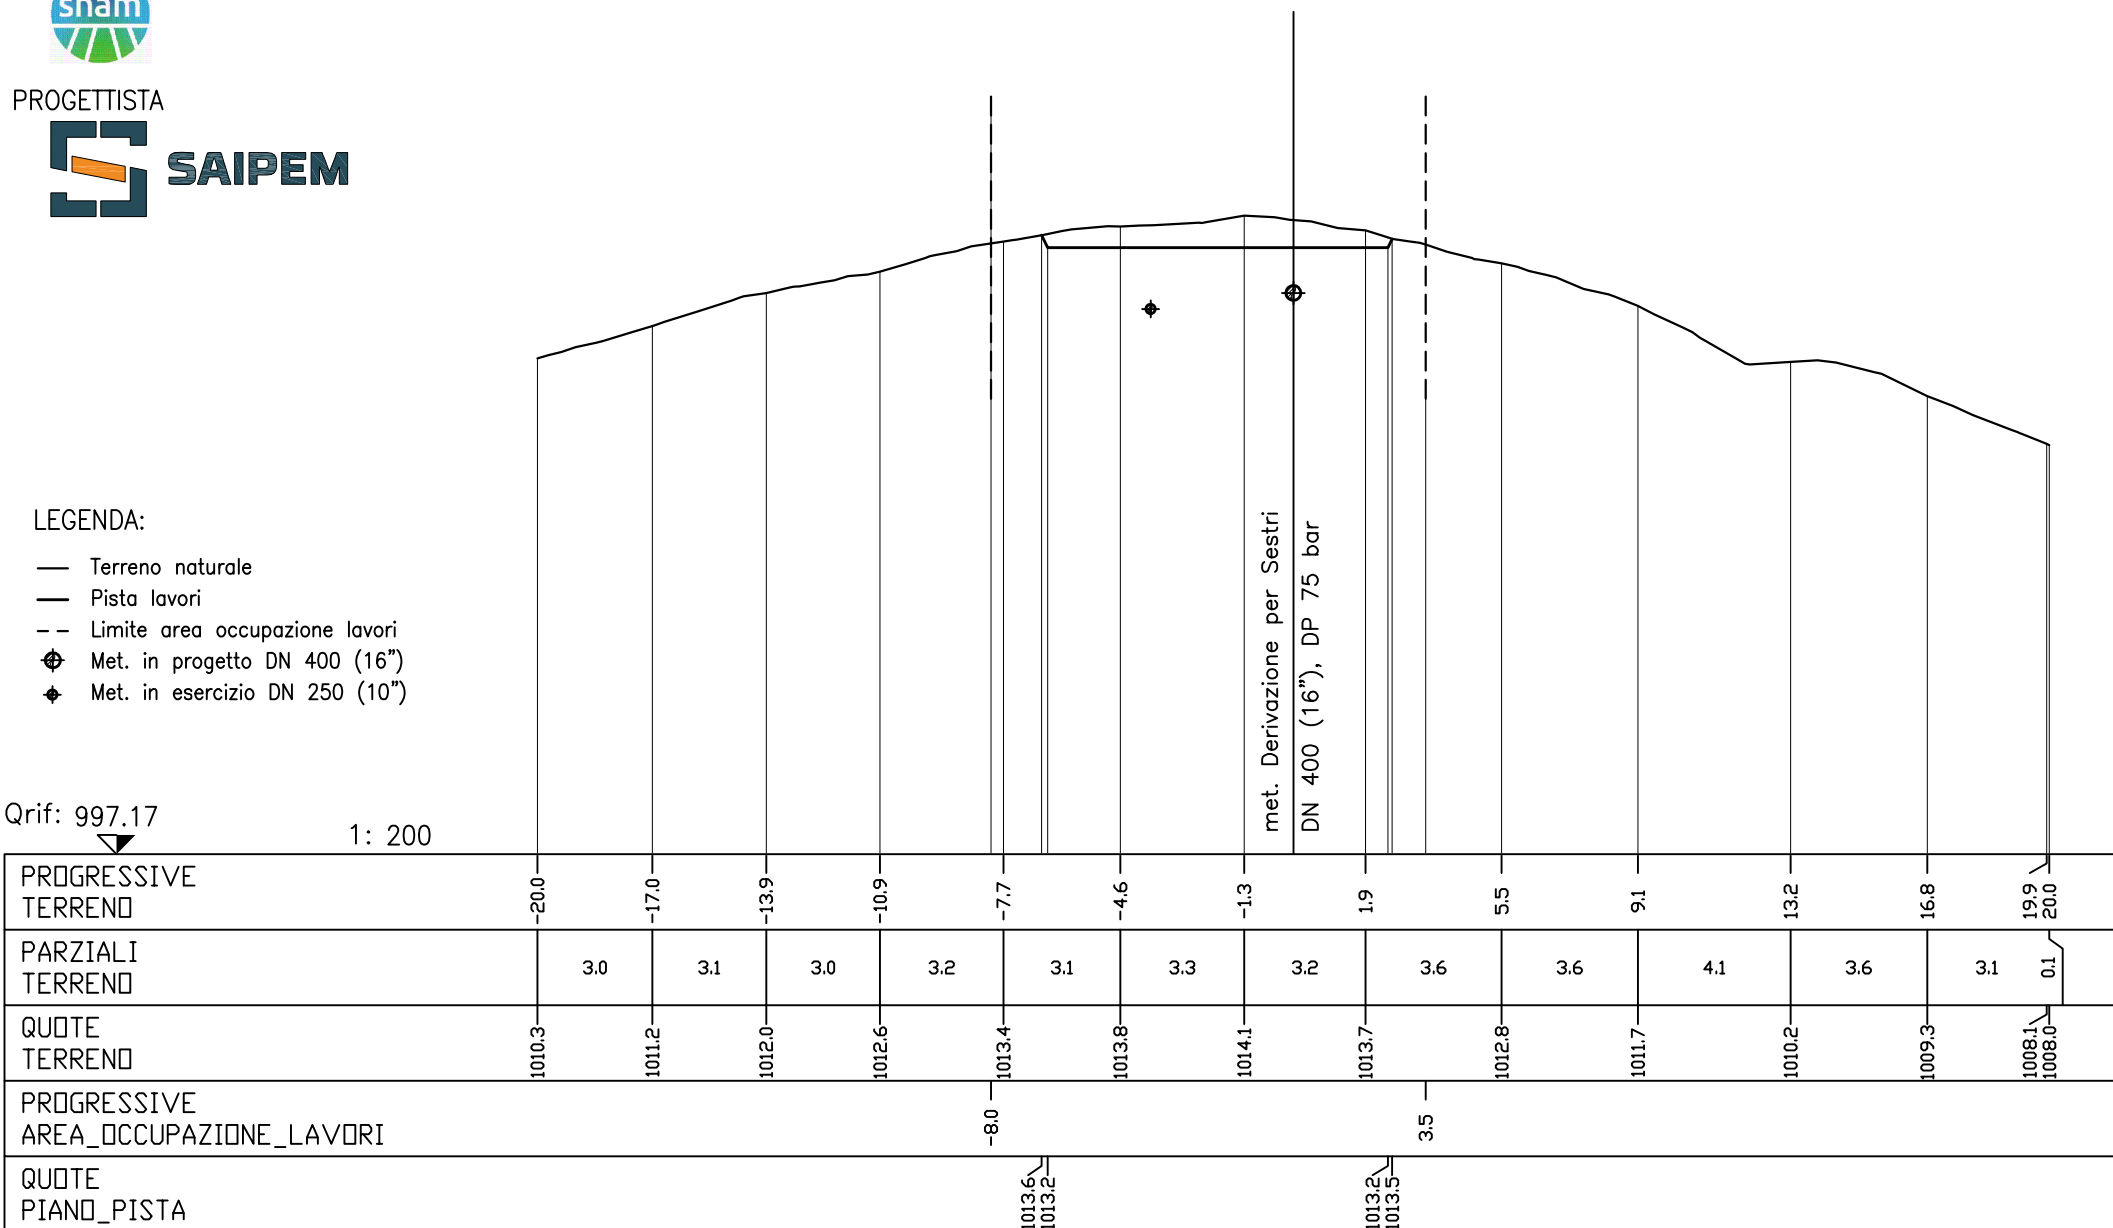 snam
PROGETTISTA
SAIPEM
LEGENDA:
Terreno naturale
Pista lavori
Limite area occupazione lavori
Met. in progetto DN 400 (16")
Met. in esercizio DN 250 (10")
met. Derivazione per Sestri
DN 400 (16"), DP 75 bar
Qrif: 997.17
1: 200
PROGRESSIVE
TERRENO
-20.0 -17.0 -13.9 -10.9 -7.7 -4.6 -1.3 1.9 5.5 9.1 13.2 16.8 19.9 20.0
PARZIALI
TERRENO
3.0 3.1 3.0 3.2 3.1 3.3 3.2 3.6 3.6 4.1 3.6 3.1 0.1
QUOTE
TERRENO
1010.3 1011.2 1012.0 1012.6 1013.4 1013.8 1014.1 1013.7 1012.8 1011.7 1010.2 1009.3 1008.1 1008.0
PROGRESSIVE
AREA_OCCUPAZIONE_LAVORI
-8.0 3.5
QUOTE
PIANO_PISTA
1013.6 1013.2 1013.2 1013.5